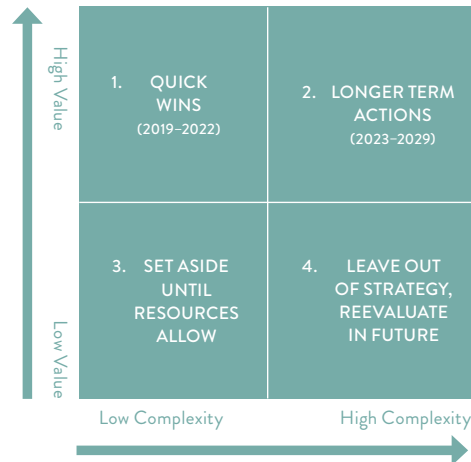 High Value
1. QUICK
WINS
(2019–2022)
2. LONGER TERM
ACTIONS
(2023–2029)
Low Value
3. SET ASIDE
UNTIL
RESOURCES
ALLOW
4. LEAVE OUT
OF STRATEGY,
REEVALUATE
IN FUTURE
Low Complexity
High Complexity